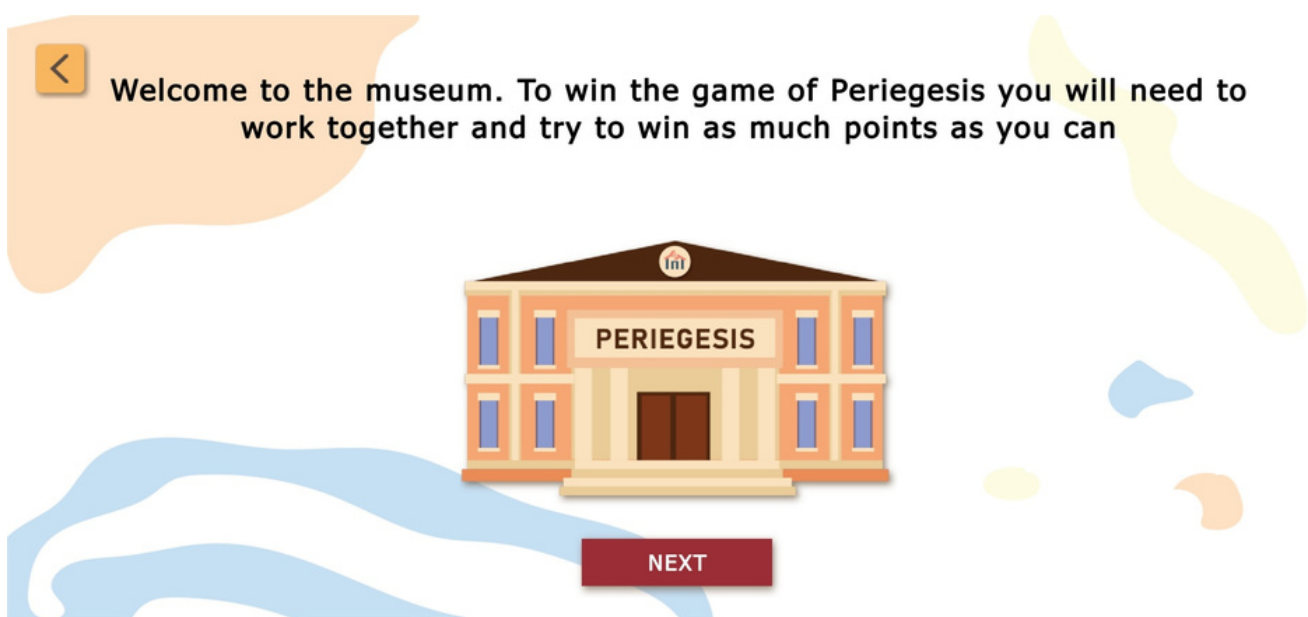 Welcome to the museum. To win the game of Periegesis you will need to
work together and try to win as much points as you can
PERIEGESIS
NEXT